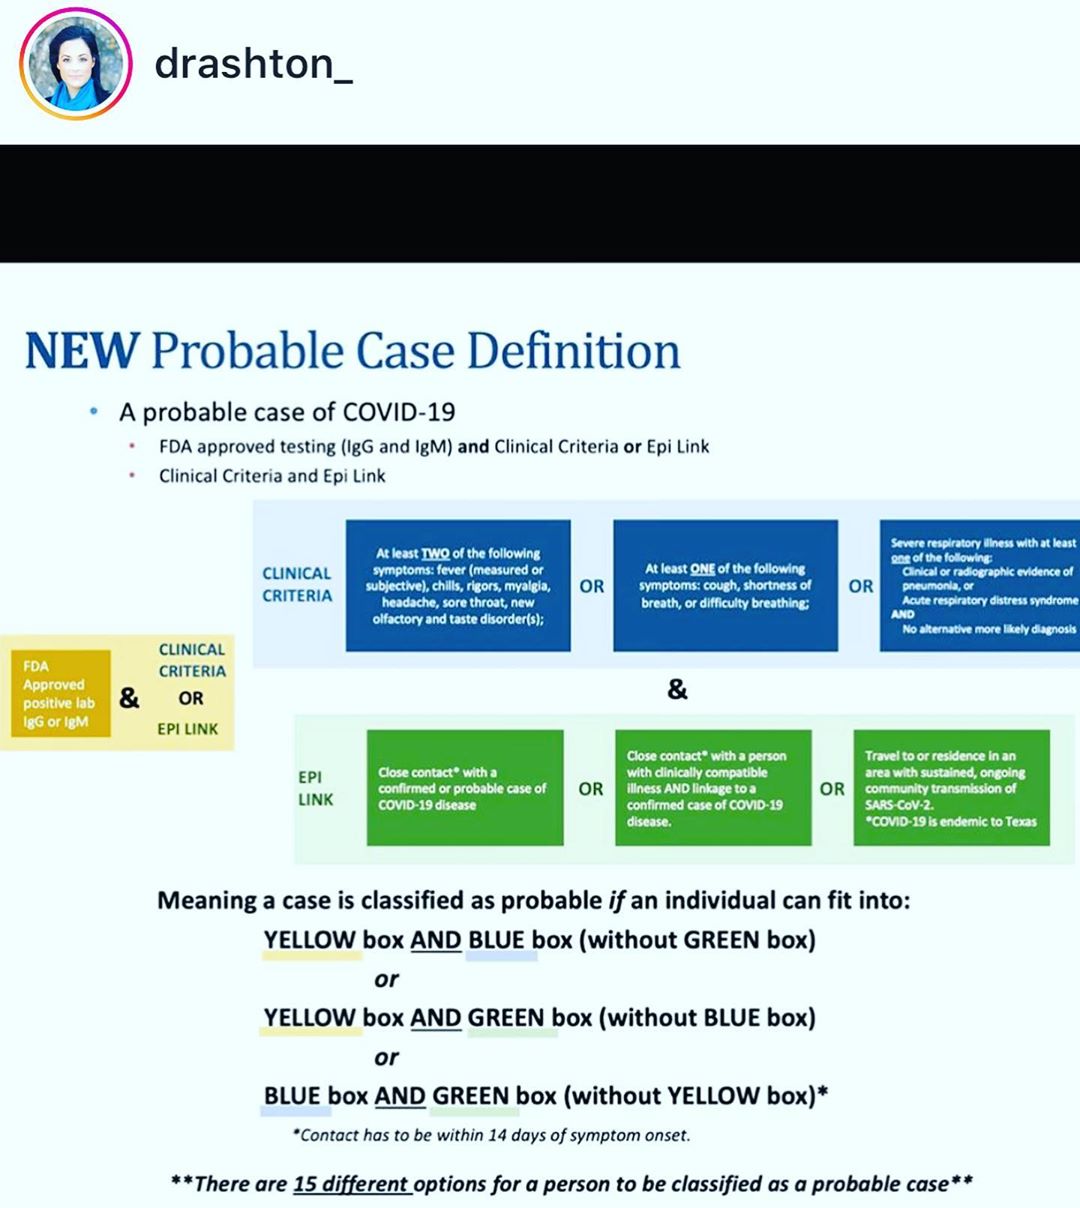 drashton_
NEW Probable Case Definition
• A probable case of COVID-19
• FDA approved testing (IgG and IgM) and Clinical Criteria or Epi Link
• Clinical Criteria and Epi Link
CLINICAL
CRITERIA
At least TWO of the following
symptoms: fever (measured or
subjective), chills, rigors, myalgia,
headache, sore throat, new
olfactory and taste disorder(s);
OR
At least ONE of the following
symptoms: cough, shortness of
breath, or difficulty breathing;
OR
Severe respiratory illness with at least
one of the following:
Clinical or radiographic evidence of
pneumonia, or
Acute respiratory distress syndrome
AND
No alternative more likely diagnosis
FDA
Approved
positive lab
IgG or IgM
&
CLINICAL
CRITERIA
OR
EPI LINK
&
EPI
LINK
Close contact* with a
confirmed or probable case of
COVID-19 disease
OR
Close contact* with a person
with clinically compatible
illness AND linkage to a
confirmed case of COVID-19
disease.
OR
Travel to or residence in an
area with sustained, ongoing
community transmission of
SARS-CoV-2.
*COVID-19 is endemic to Texas
Meaning a case is classified as probable if an individual can fit into:
YELLOW box AND BLUE box (without GREEN box)
or
YELLOW box AND GREEN box (without BLUE box)
or
BLUE box AND GREEN box (without YELLOW box)*
*Contact has to be within 14 days of symptom onset.
**There are 15 different options for a person to be classified as a probable case**